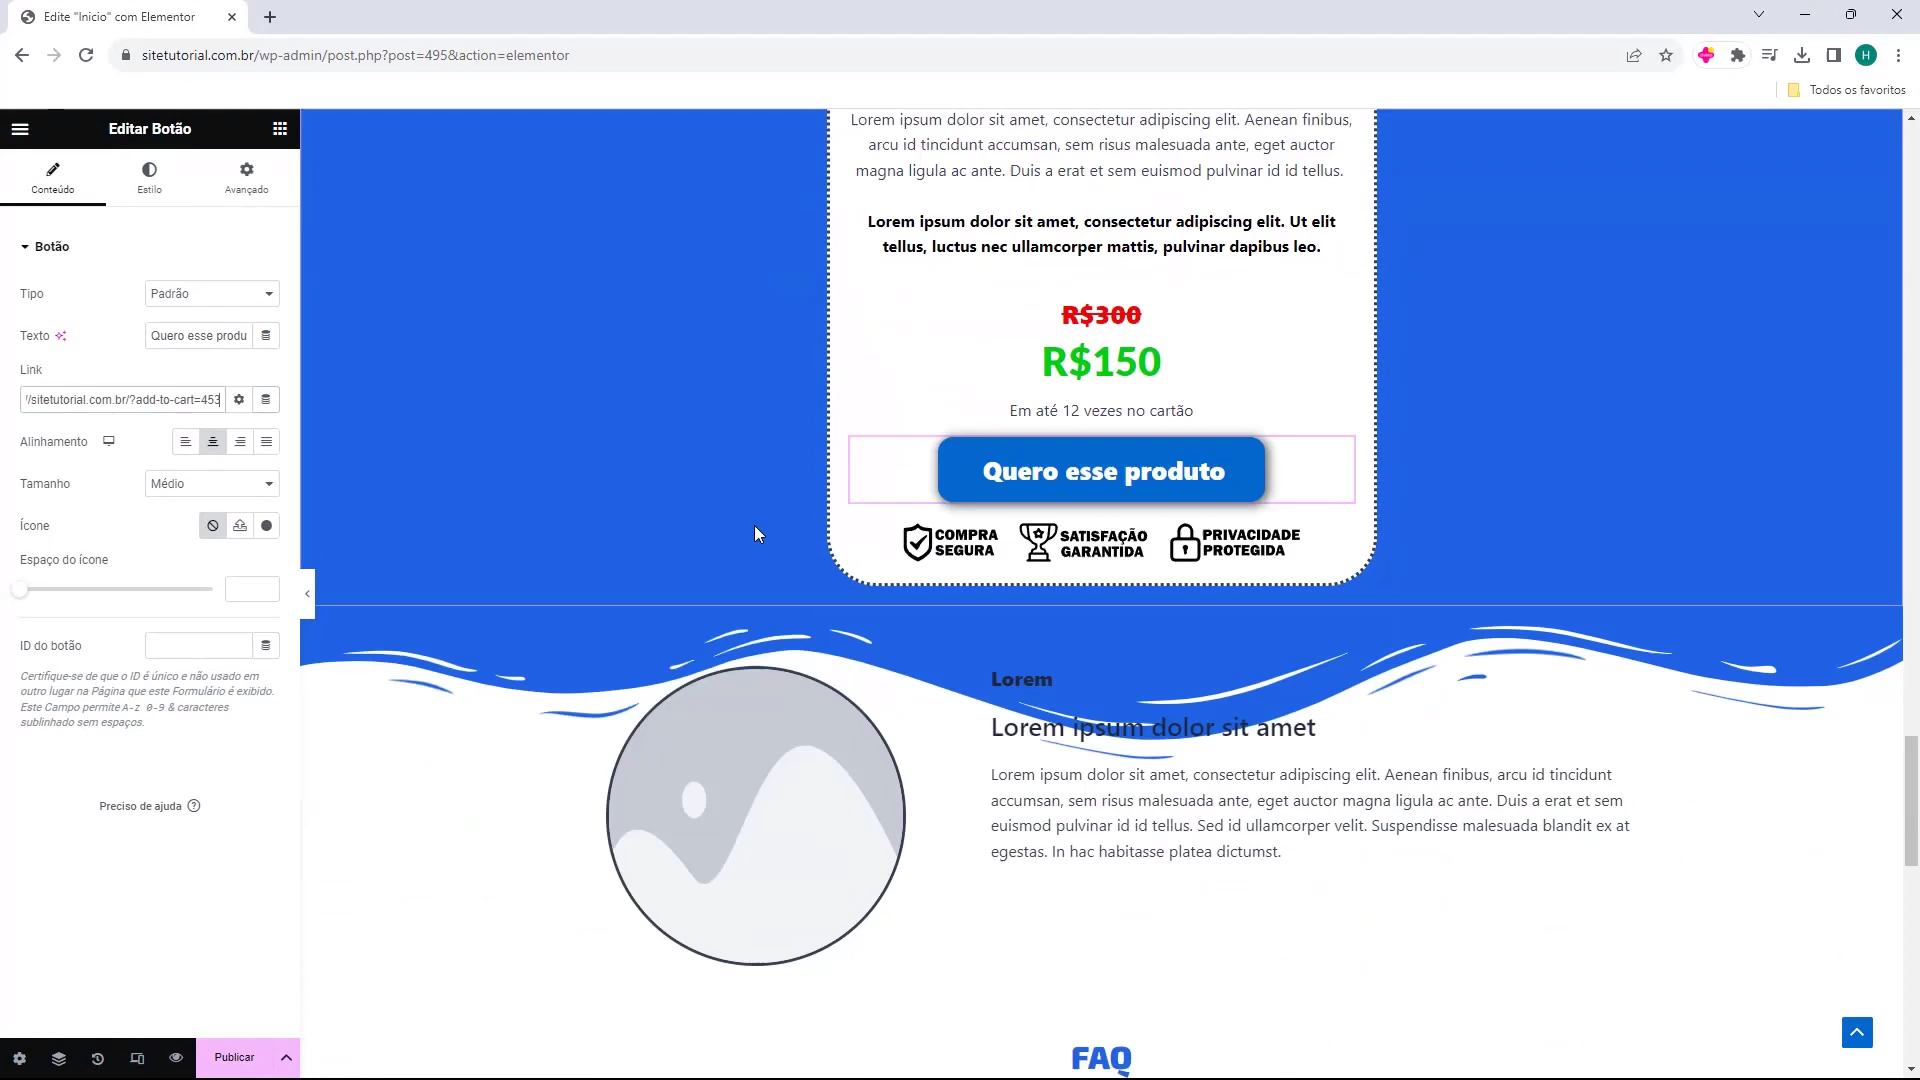 Edite "Inicio" com Elementor
sitetutorial.com.br/wp-admin/post.php?post=495&action=elementor
H
Todos os favoritos
Editar Botão
Conteúdo
Estilo
Avançado
Botão
Tipo
Padrão
Texto
Quero esse produ
Link
/sitetutorial.com.br/?add-to-cart=453
Alinhamento
Tamanho
Médio
Ícone
Espaço do ícone
ID do botão
Certifique-se de que o ID é único e não usado em
outro lugar na Página que este Formulário é exibido.
Este Campo permite A-z 0-9 & caracteres
sublinhado sem espaços.
Preciso de ajuda
Publicar
Lorem ipsum dolor sit amet, consectetur adipiscing elit. Aenean finibus,
arcu id tincidunt accumsan, sem risus malesuada ante, eget auctor
magna ligula ac ante. Duis a erat et sem euismod pulvinar id id tellus.
Lorem ipsum dolor sit amet, consectetur adipiscing elit. Ut elit
tellus, luctus nec ullamcorper mattis, pulvinar dapibus leo.
R$300
R$150
Em até 12 vezes no cartão
Quero esse produto
COMPRA
SEGURA
SATISFAÇÃO
GARANTIDA
PRIVACIDADE
PROTEGIDA
Lorem
Lorem ipsum dolor sit amet
Lorem ipsum dolor sit amet, consectetur adipiscing elit. Aenean finibus, arcu id tincidunt
accumsan, sem risus malesuada ante, eget auctor magna ligula ac ante. Duis a erat et sem
euismod pulvinar id id tellus. Sed id ullamcorper velit. Suspendisse malesuada blandit ex at
egestas. In hac habitasse platea dictumst.
FAQ